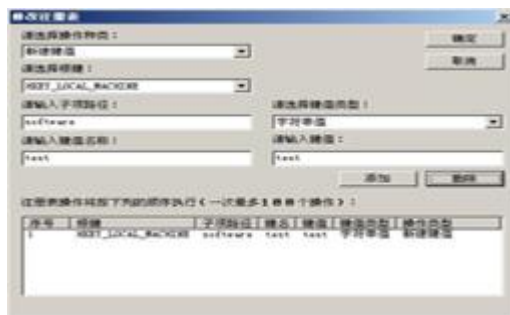 修改注册表
请选择操作种类：
新建键值
确定
请选择根键：
取消
HKEY_LOCAL_MACHINE
请输入子项路径：
请选择键值类型：
software
字符串值
请输入键值名称：
请输入键值：
test
test
添加
删除
注册表操作将按下列的顺序执行（一次最多100个操作）：
序号 根键 子项路径 键名 键值 键值类型 操作类型
1 HKEY_LOCAL_MACHINE software test test 字符串值 新建键值